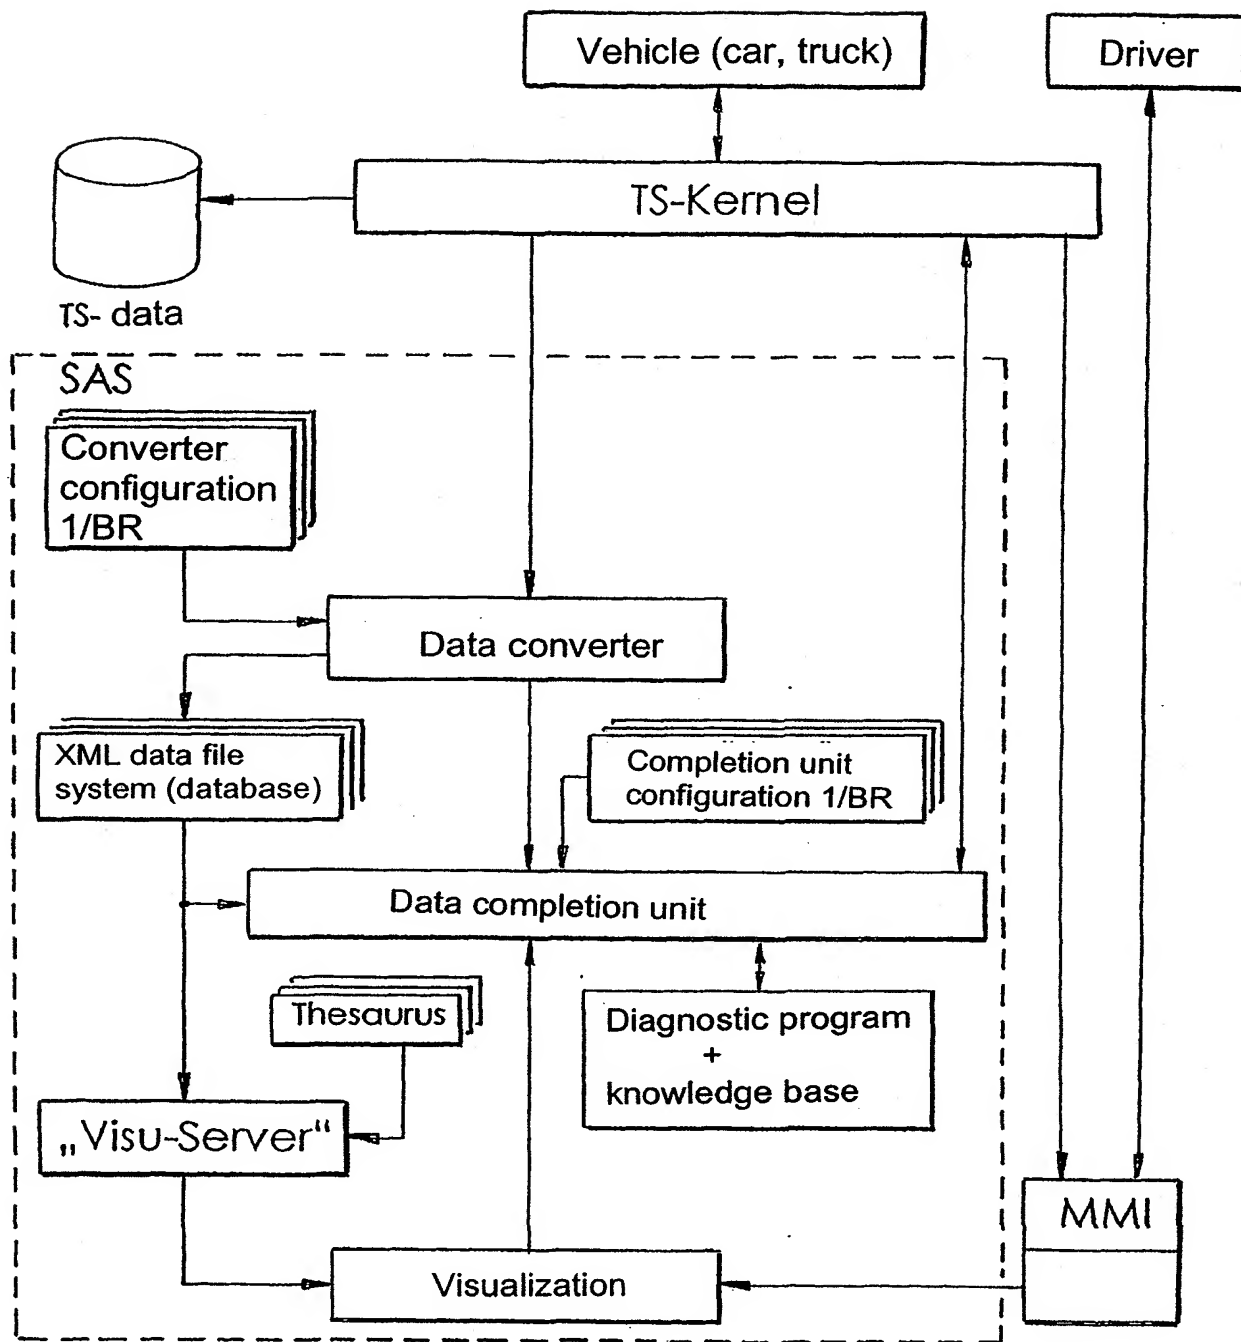 Vehicle (car, truck)
Driver
TS-Kernel
TS- data
SAS
Converter
configuration
1/BR
Data converter
XML data file
system (database)
Completion unit
configuration 1/BR
Data completion unit
Thesaurus
Diagnostic program
+
knowledge base
„Visu-Server“
MMI
Visualization